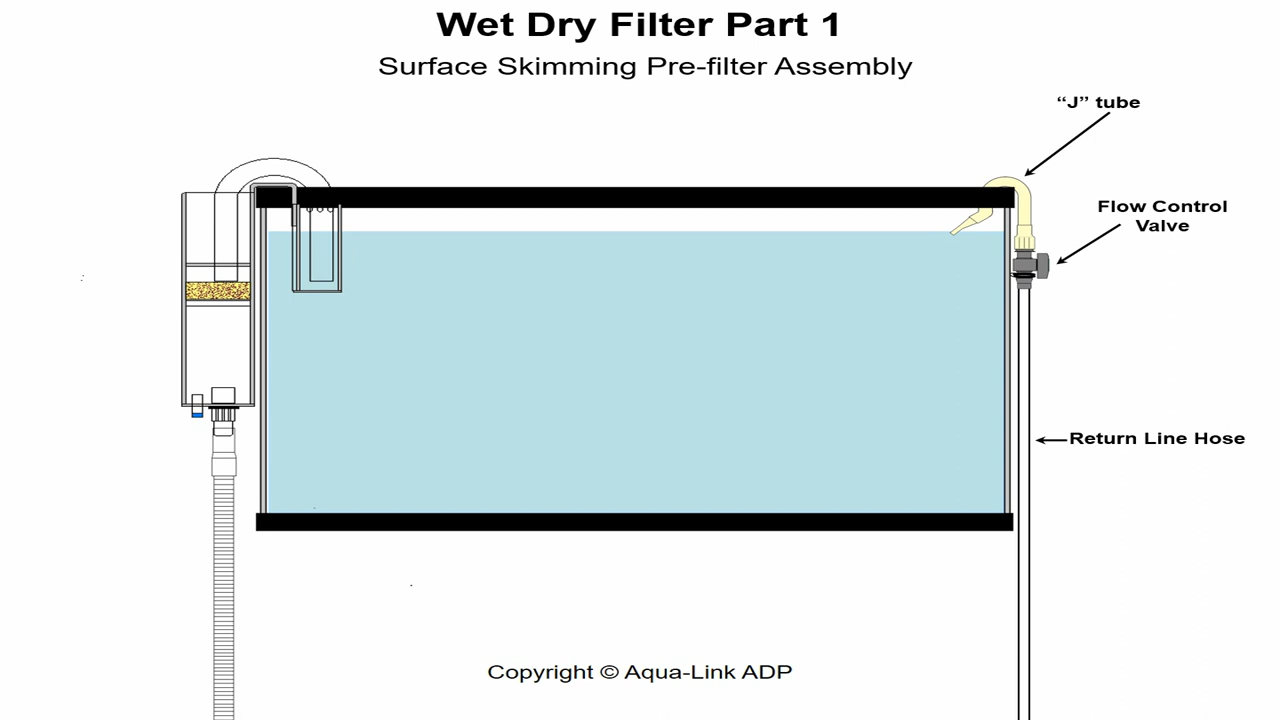 Wet Dry Filter Part 1
Surface Skimming Pre-filter Assembly
“J” tube
Flow Control
Valve
Return Line Hose
Copyright © Aqua-Link ADP